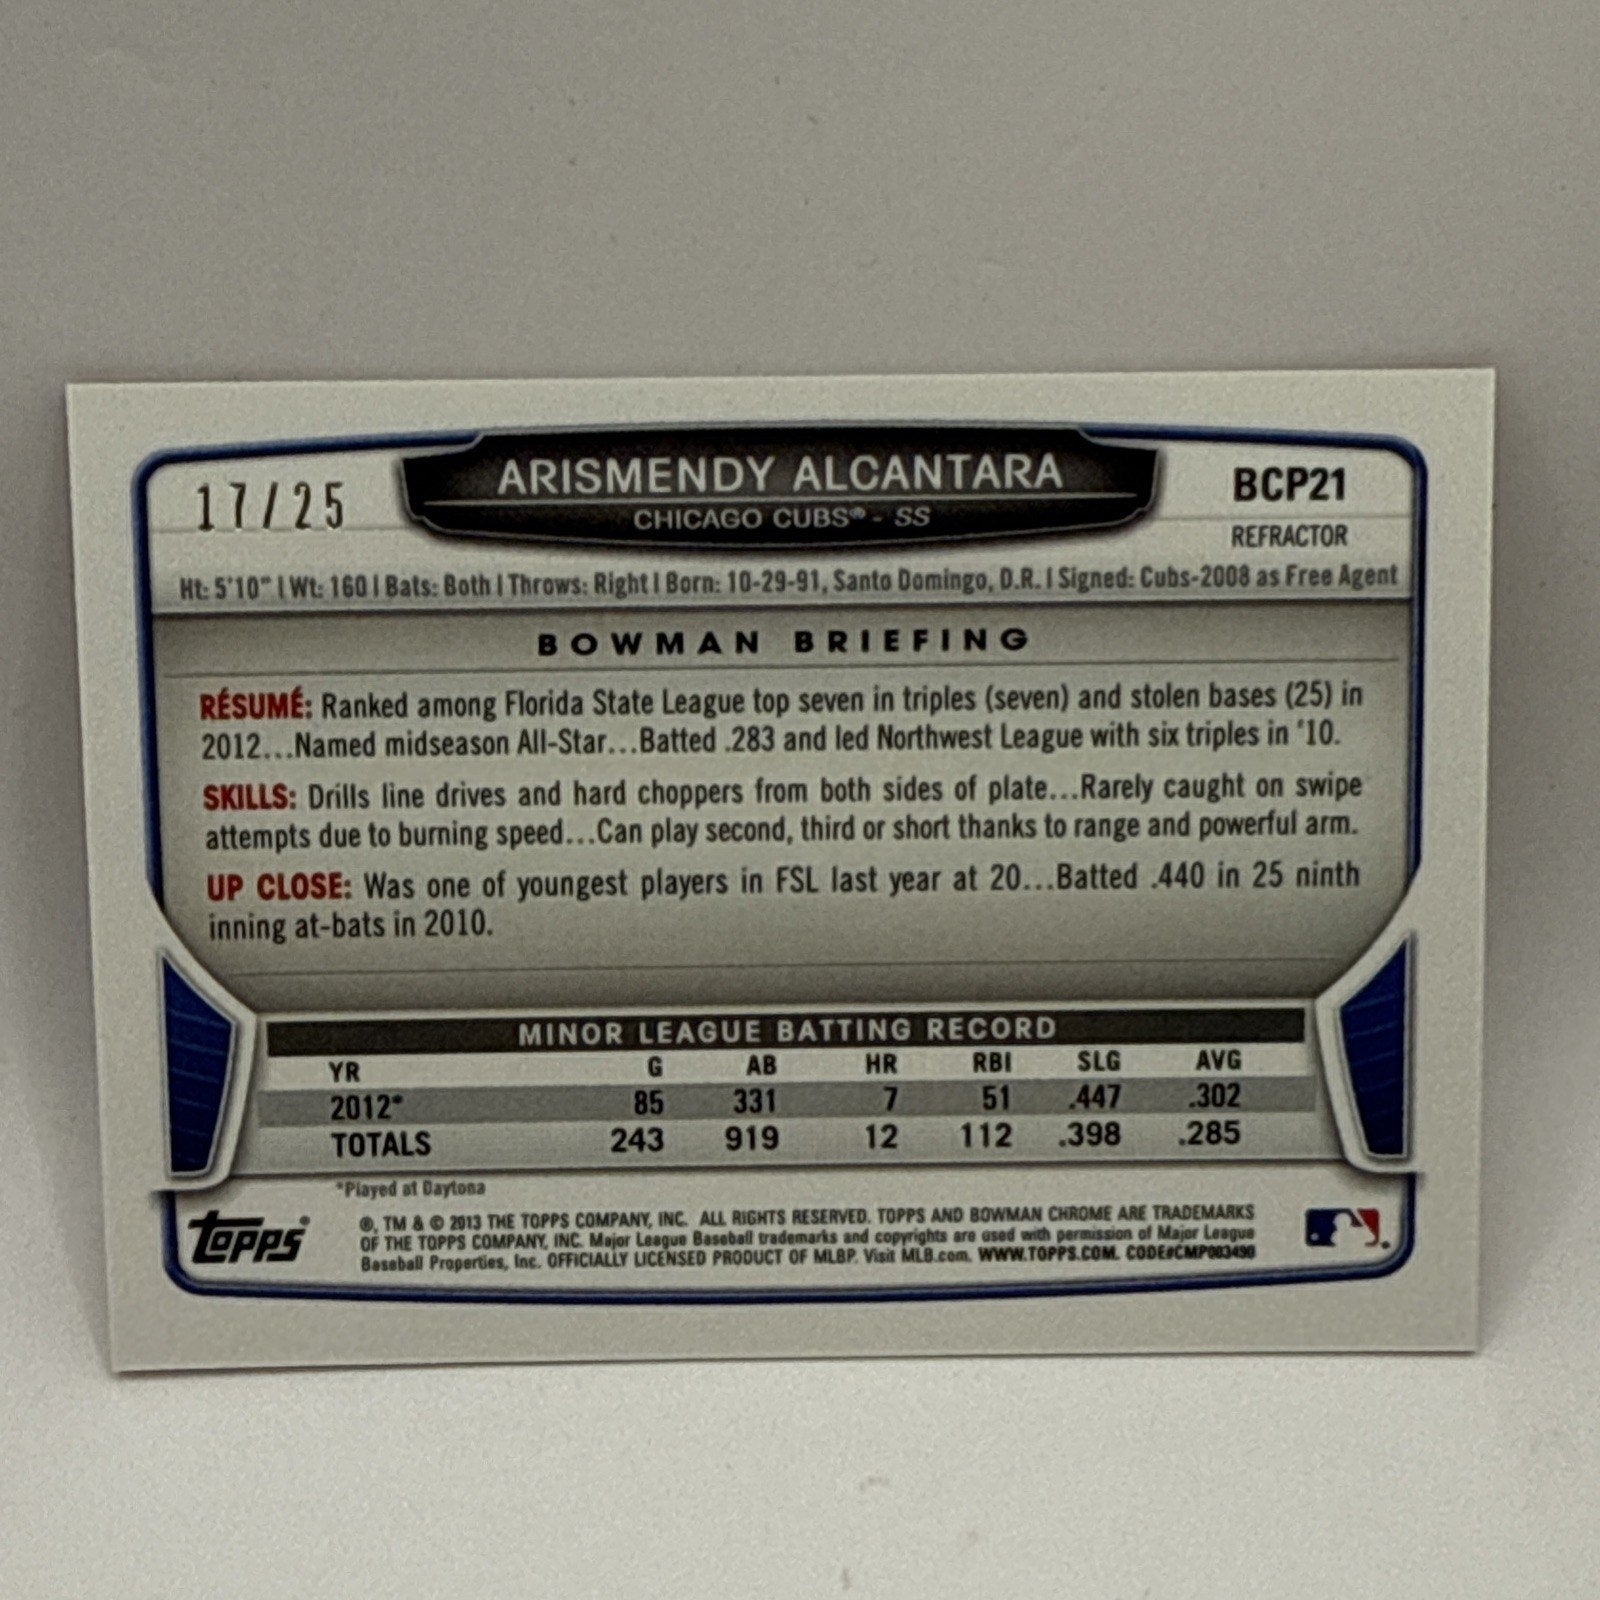 17/25
ARISMENDY ALCANTARA
CHICAGO CUBS® - SS
BCP21
REFRACTOR
Ht: 5'10" | Wt: 160 | Bats: Both | Throws: Right | Born: 10-29-91, Santo Domingo, D.R. | Signed: Cubs-2008 as Free Agent
BOWMAN BRIEFING
RÉSUMÉ: Ranked among Florida State League top seven in triples (seven) and stolen bases (25) in
2012...Named midseason All-Star...Batted .283 and led Northwest League with six triples in '10.
SKILLS: Drills line drives and hard choppers from both sides of plate...Rarely caught on swipe
attempts due to burning speed...Can play second, third or short thanks to range and powerful arm.
UP CLOSE: Was one of youngest players in FSL last year at 20...Batted .440 in 25 ninth
inning at-bats in 2010.
MINOR LEAGUE BATTING RECORD
YR G AB HR RBI SLG AVG
2012* 85 331 7 51 .447 .302
TOTALS 243 919 12 112 .398 .285
*Played at Daytona
Topps®
®, TM & © 2013 THE TOPPS COMPANY, INC. ALL RIGHTS RESERVED. TOPPS AND BOWMAN CHROME ARE TRADEMARKS
OF THE TOPPS COMPANY, INC. Major League Baseball trademarks and copyrights are used with permission of Major League
Baseball Properties, Inc. OFFICIALLY LICENSED PRODUCT OF MLBP. Visit MLB.com. WWW.TOPPS.COM. CODE#CMP003490